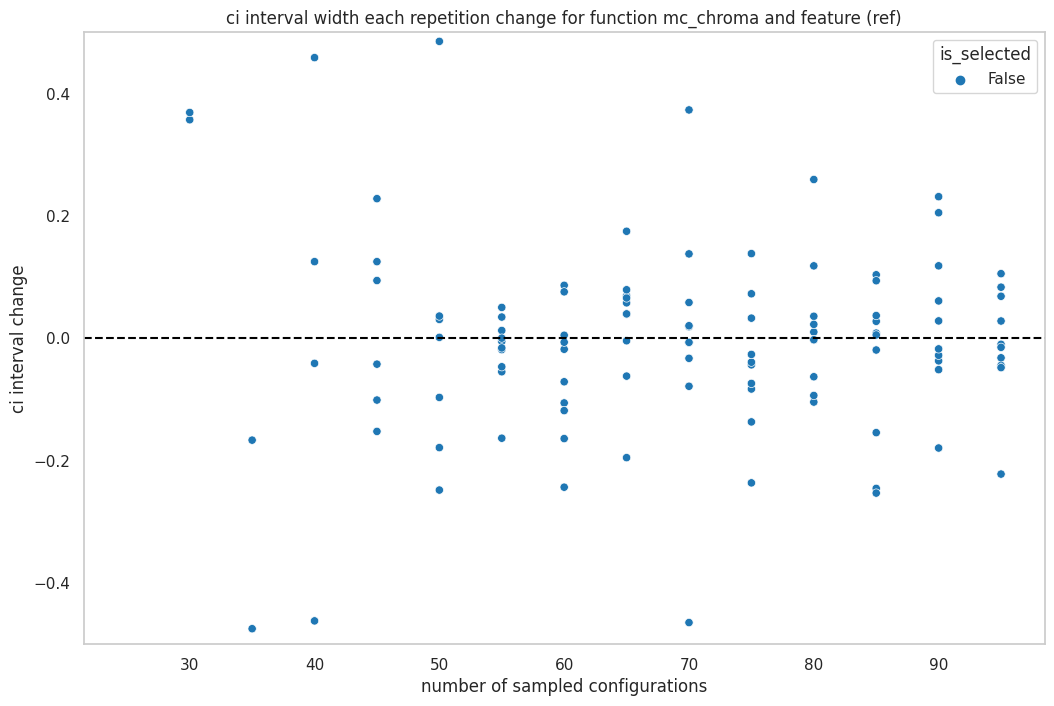 ci interval width each repetition change for function mc_chroma and feature (ref)
is_selected
False
ci interval change
0.4
0.2
0.0
−0.2
−0.4
30 40 50 60 70 80 90
number of sampled configurations